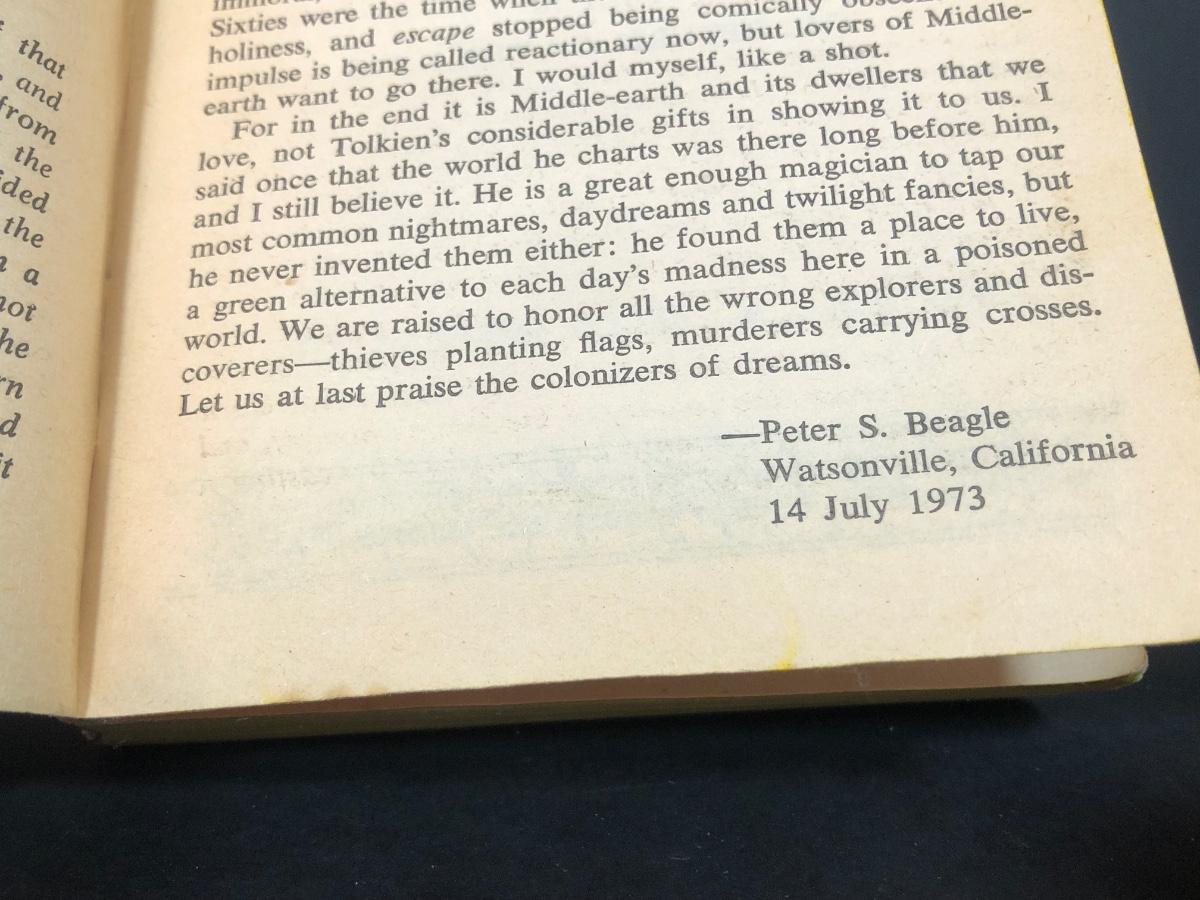 that
and
from
the
the
a
Sixties were the time
holiness, and escape stopped being comically
impulse is being called reactionary now, but lovers of Middle-
earth want to go there. I would myself, like a shot.
For in the end it is Middle-earth and its dwellers that we
love, not Tolkien's considerable gifts in showing it to us. I
said once that the world he charts was there long before him,
and I still believe it. He is a great enough magician to tap our
most common nightmares, daydreams and twilight fancies, but
he never invented them either: he found them a place to live,
a green alternative to each day's madness here in a poisoned
world. We are raised to honor all the wrong explorers and dis-
coverers—thieves planting flags, murderers carrying crosses.
Let us at last praise the colonizers of dreams.
—Peter S. Beagle
Watsonville, California
14 July 1973